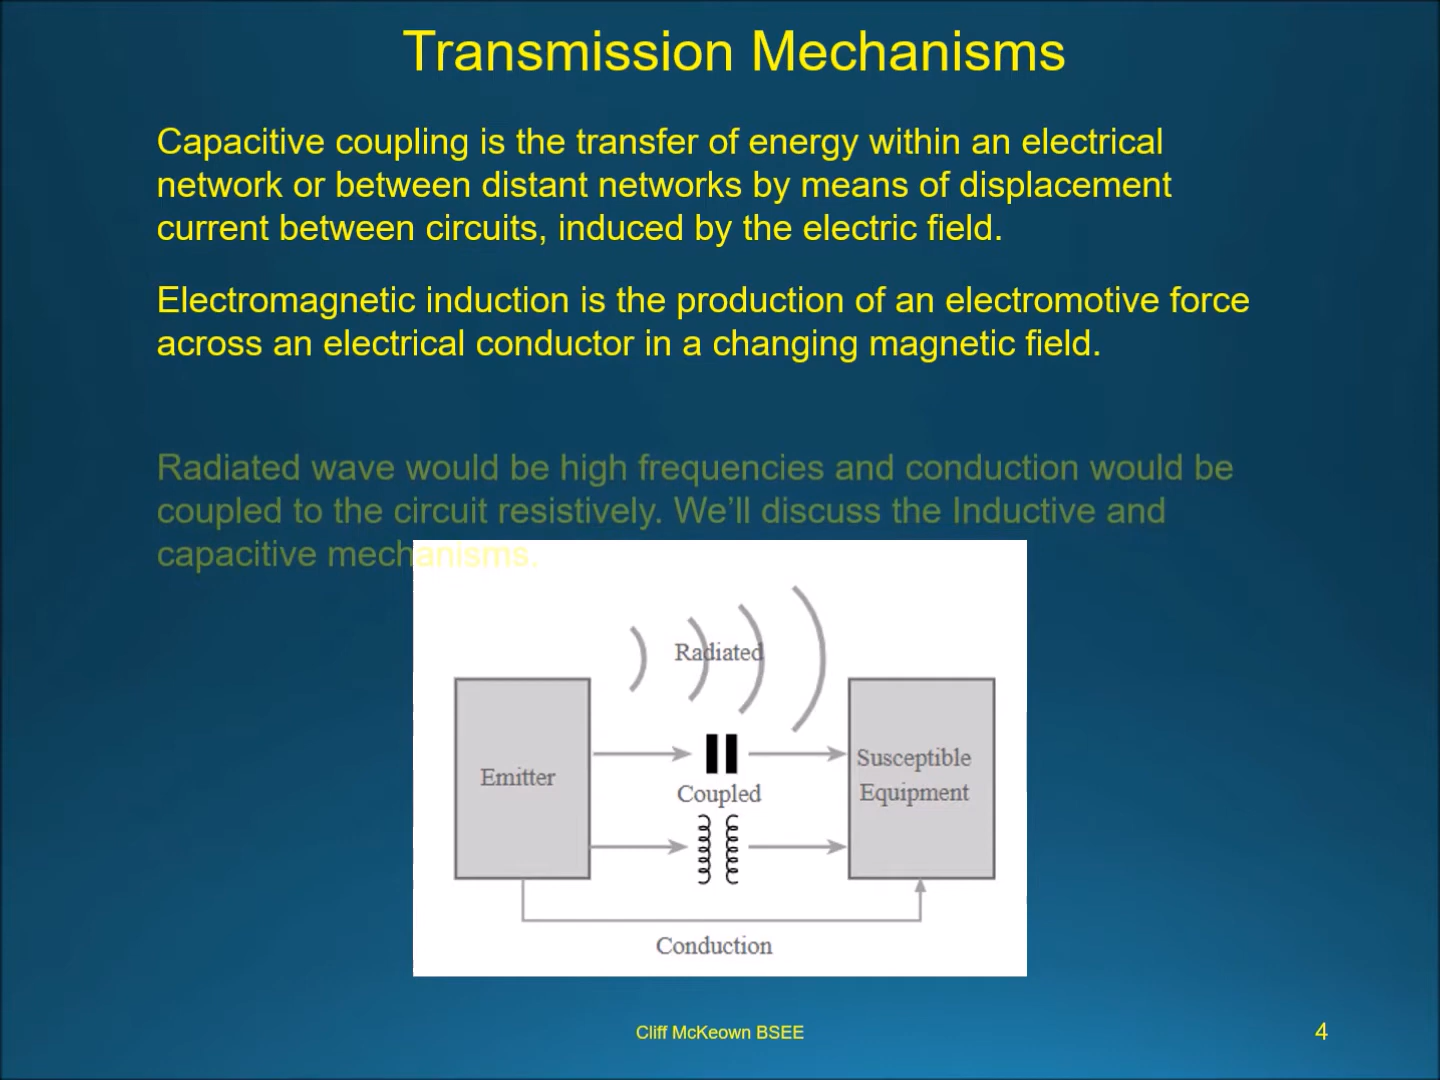 Transmission Mechanisms
Capacitive coupling is the transfer of energy within an electrical
network or between distant networks by means of displacement
current between circuits, induced by the electric field.
Electromagnetic induction is the production of an electromotive force
across an electrical conductor in a changing magnetic field.
Radiated wave would be high frequencies and conduction would be
coupled to the circuit resistively. We’ll discuss the Inductive and
capacitive mechanisms.
Radiated
Emitter
Coupled
Susceptible
Equipment
Conduction
Cliff McKeown BSEE
4